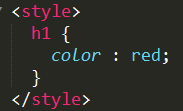 <style>
h1 {
color : red;
}
</style>